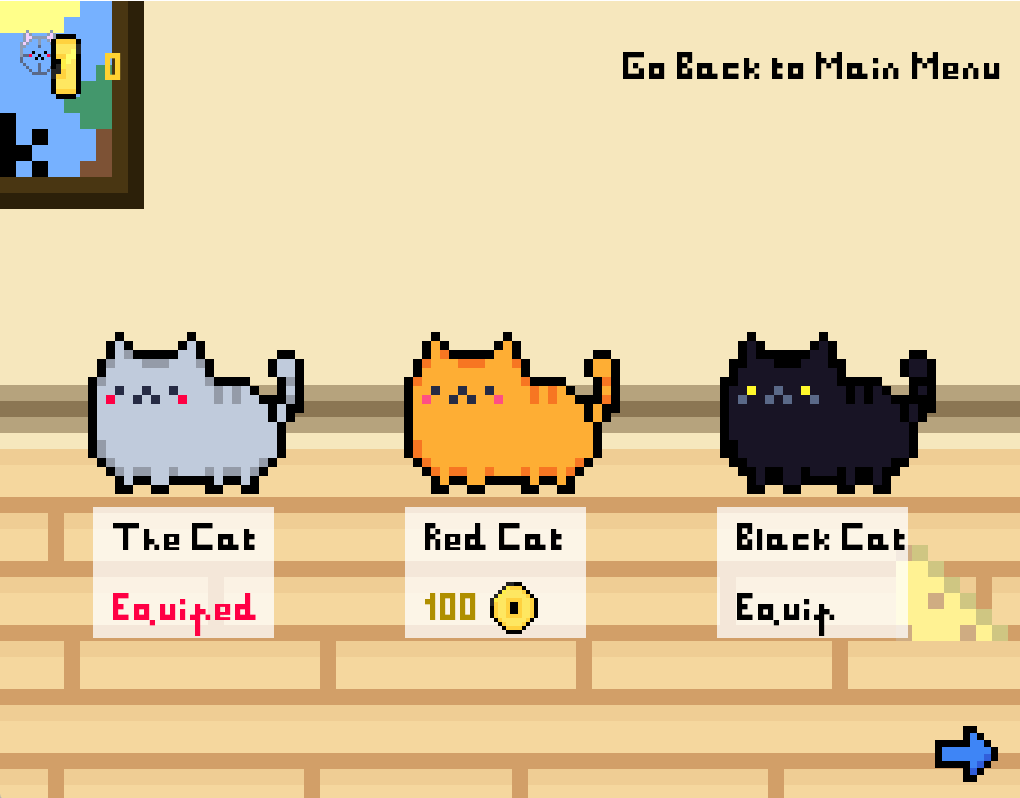 0
Go Back to Main Menu
The Cat
Red Cat
Black Cat
Equiped
100
Equip